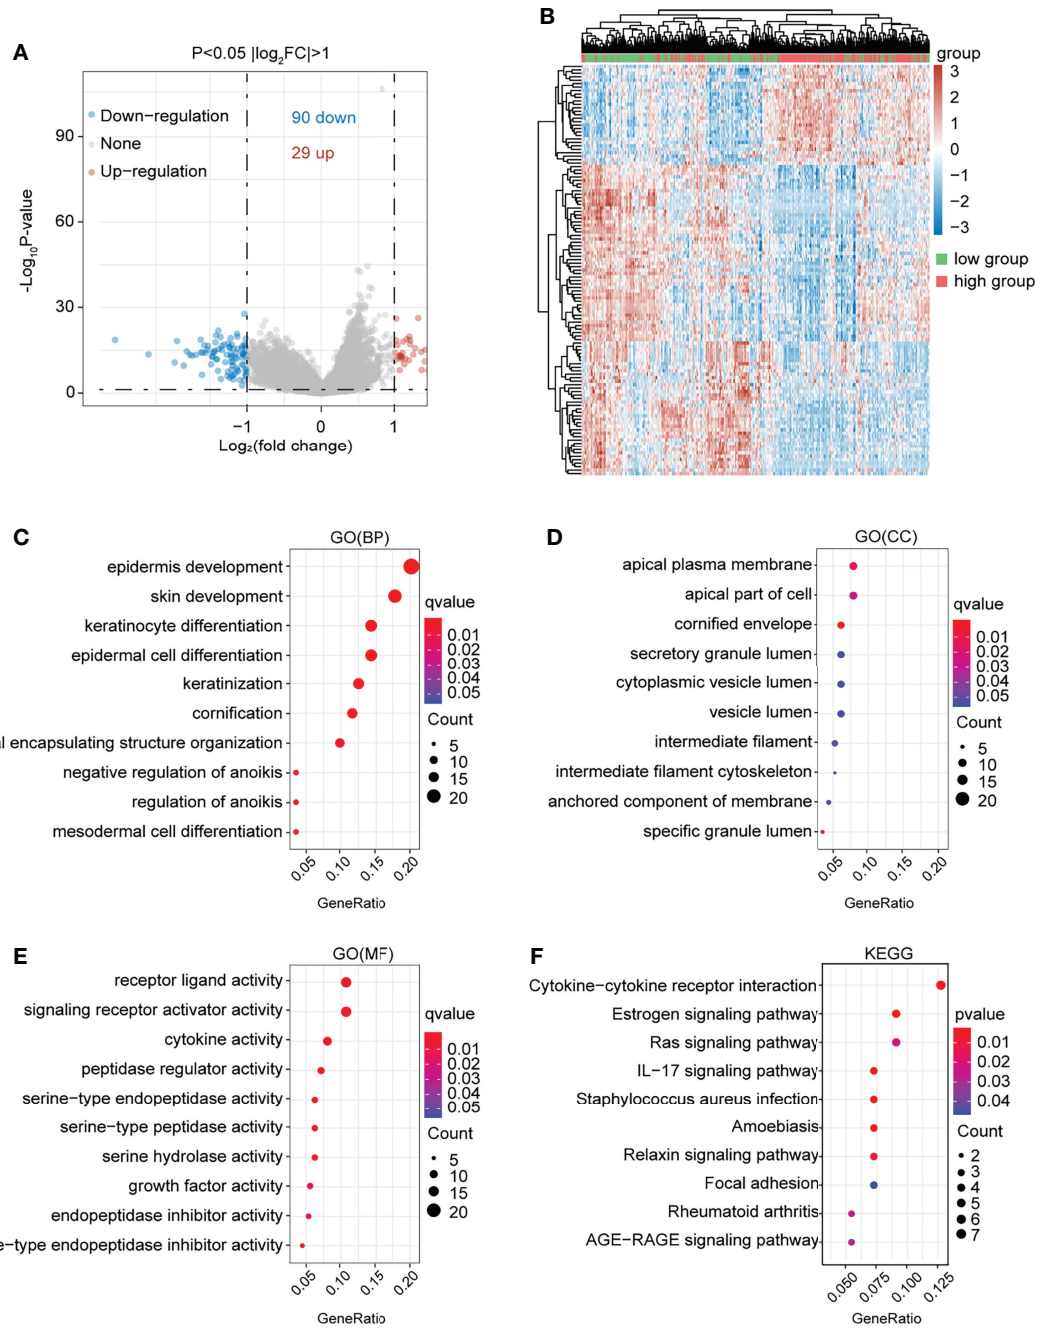 A
P<0.05 |log₂FC|>1
Down−regulation
None
Up−regulation
90 down
29 up
90
60
30
0
-Log₁₀P-value
−1
0
1
Log₂(fold change)
B
group
3
2
1
0
−1
−2
−3
low group
high group
C
GO(BP)
epidermis development
skin development
keratinocyte differentiation
epidermal cell differentiation
keratinization
cornification
encapsulating structure organization
negative regulation of anoikis
regulation of anoikis
mesodermal cell differentiation
0.05
0.10
0.15
0.20
GeneRatio
qvalue
0.01
0.02
0.03
0.04
0.05
Count
5
10
15
20
D
GO(CC)
apical plasma membrane
apical part of cell
cornified envelope
secretory granule lumen
cytoplasmic vesicle lumen
vesicle lumen
intermediate filament
intermediate filament cytoskeleton
anchored component of membrane
specific granule lumen
0.05
0.10
0.15
0.20
GeneRatio
qvalue
0.01
0.02
0.03
0.04
0.05
Count
5
10
15
20
E
GO(MF)
receptor ligand activity
signaling receptor activator activity
cytokine activity
peptidase regulator activity
serine−type endopeptidase activity
serine−type peptidase activity
serine hydrolase activity
growth factor activity
endopeptidase inhibitor activity
e−type endopeptidase inhibitor activity
0.05
0.10
0.15
0.20
GeneRatio
qvalue
0.01
0.02
0.03
0.04
0.05
Count
5
10
15
20
F
KEGG
Cytokine−cytokine receptor interaction
Estrogen signaling pathway
Ras signaling pathway
IL−17 signaling pathway
Staphylococcus aureus infection
Amoebiasis
Relaxin signaling pathway
Focal adhesion
Rheumatoid arthritis
AGE−RAGE signaling pathway
0.050
0.075
0.100
0.125
GeneRatio
pvalue
0.01
0.02
0.03
0.04
Count
2
3
4
5
6
7